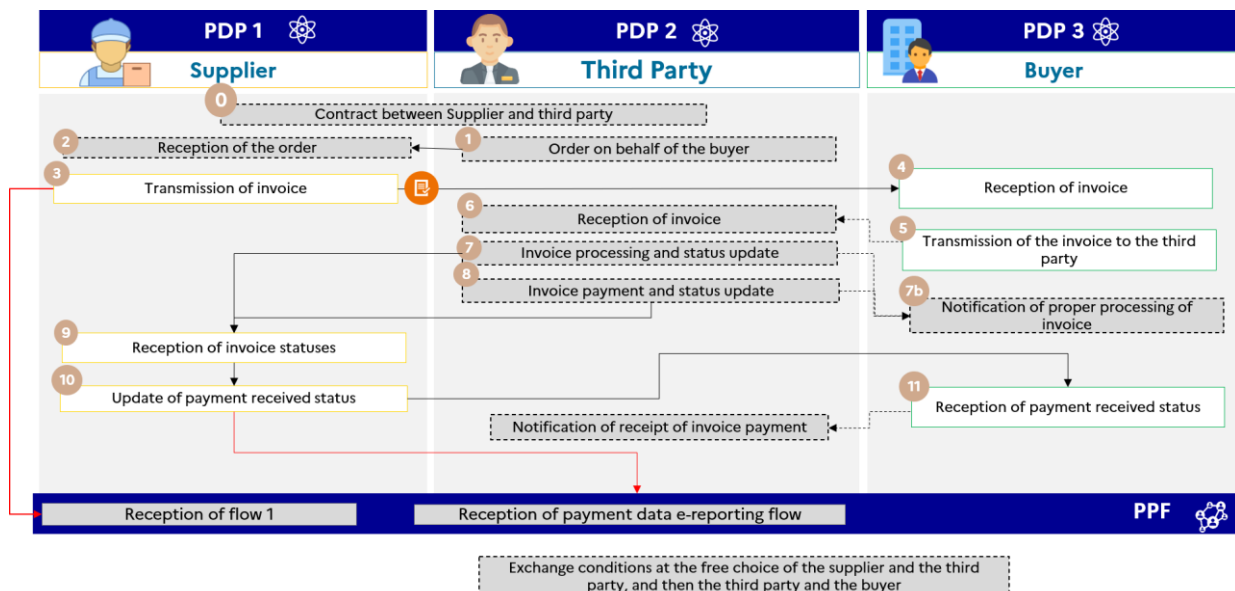 PDP 1
PDP 2
PDP 3
Supplier
Third Party
Buyer
0
Contract between Supplier and third party
2
Reception of the order
1
Order on behalf of the buyer
3
Transmission of invoice
4
Reception of invoice
6
Reception of invoice
5
Transmission of the invoice to the third
party
7
Invoice processing and status update
8
Invoice payment and status update
7b
Notification of proper processing of
invoice
9
Reception of invoice statuses
10
Update of payment received status
11
Reception of payment received status
Notification of receipt of invoice payment
Reception of flow 1
Reception of payment data e-reporting flow
PPF
Exchange conditions at the free choice of the supplier and the third
party, and then the third party and the buyer